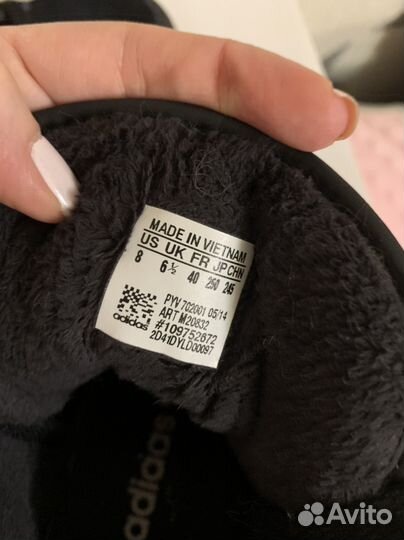 MADE IN VIETNAM
US UK FR JP CHN
8 6½ 40 250 245
PYV 702001 05/14
ART M20832
#109752672
2D41DYLD00097
adidas
adidas
Avito